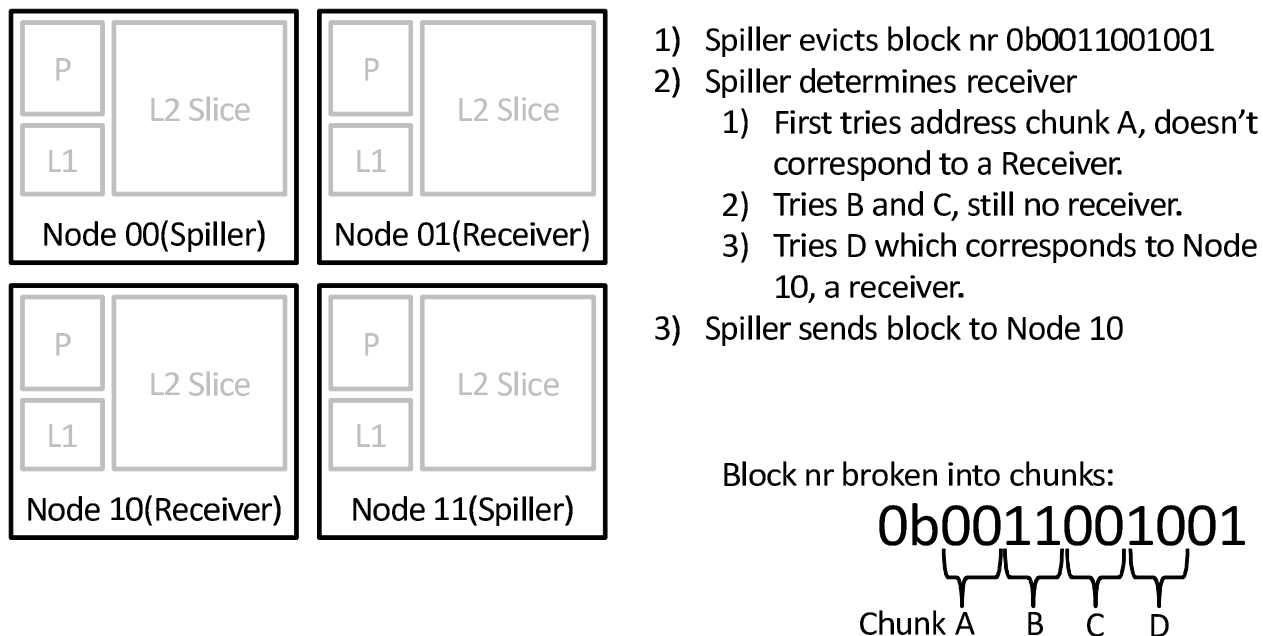 P
L2 Slice
L1
Node 00(Spiller)
P
L2 Slice
L1
Node 01(Receiver)
P
L2 Slice
L1
Node 10(Receiver)
P
L2 Slice
L1
Node 11(Spiller)
1) Spiller evicts block nr 0b0011001001
2) Spiller determines receiver
1) First tries address chunk A, doesn’t
correspond to a Receiver.
2) Tries B and C, still no receiver.
3) Tries D which corresponds to Node
10, a receiver.
3) Spiller sends block to Node 10
Block nr broken into chunks:
0b0011001001
Chunk A B C D